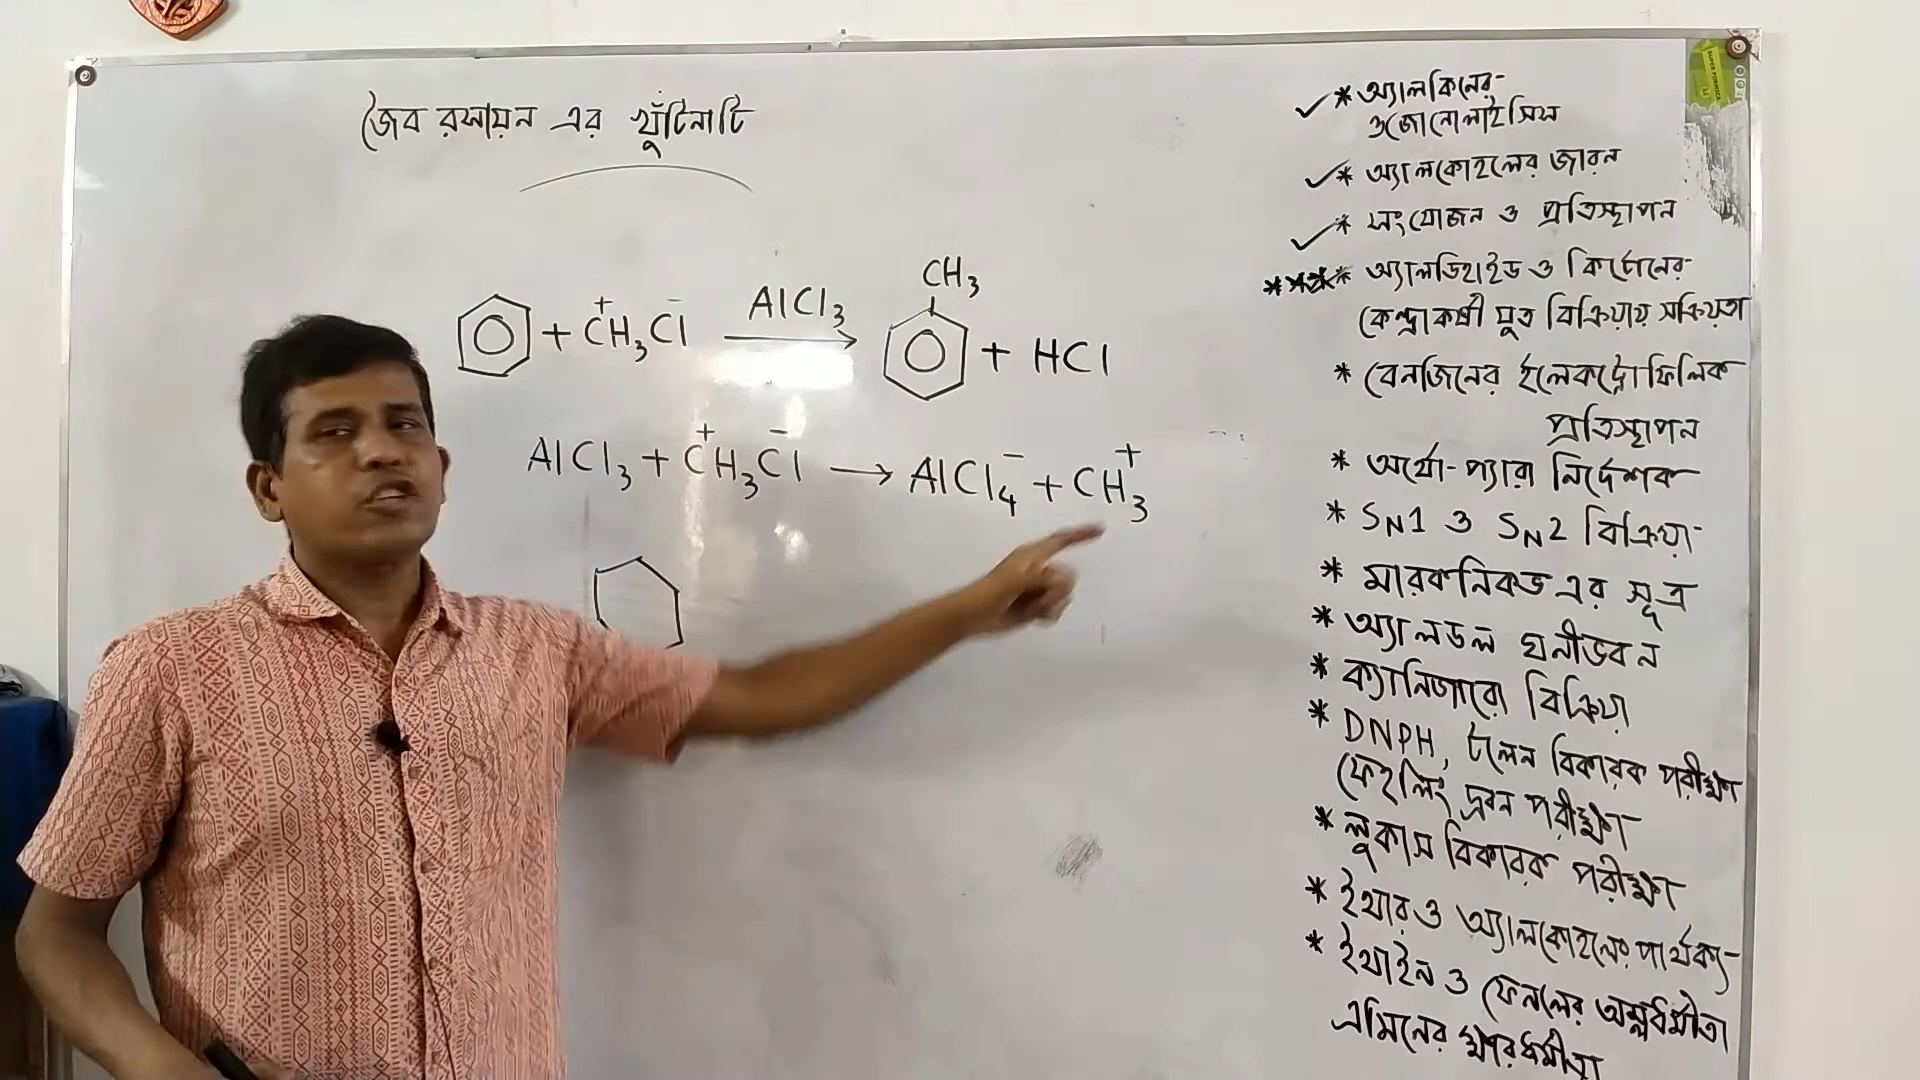 জৈব রসায়ন এর খুঁটিনাটি
+ CH₃Cl AlCl₃ → CH₃ + HCl
AlCl₃ + C⁺H₃Cl⁻ → AlCl₄⁻ + CH₃⁺
✓* অ্যালকিনের
ওজোনোলাইসিস
✓* অ্যালকোহলের জারন
✓* সংযোজন ও প্রতিস্থাপন
**** অ্যালডিহাইড ও কিটোনের
কেন্দ্রাকর্ষী যুত বিক্রিয়ায় সক্রিয়তা
* বেনজিনের ইলেকট্রোফিলিক
প্রতিস্থাপন
* অর্থো-প্যারা নির্দেশক
* SN1 ও SN2 বিক্রিয়া
* মারকনিকভ এর সূত্র
* অ্যালডল ঘনীভবন
* ক্যানিজারো বিক্রিয়া
* DNPH, টলেন বিকারক পরীক্ষা
ফেহলিং দ্রবন পরীক্ষা
* লুকাস বিকারক পরীক্ষা
* ইথার ও অ্যালকোহলের পার্থক্য
* ইথাইন ও ফেনলের অম্লধর্মীতা
এমিনের ক্ষারধর্মীতা